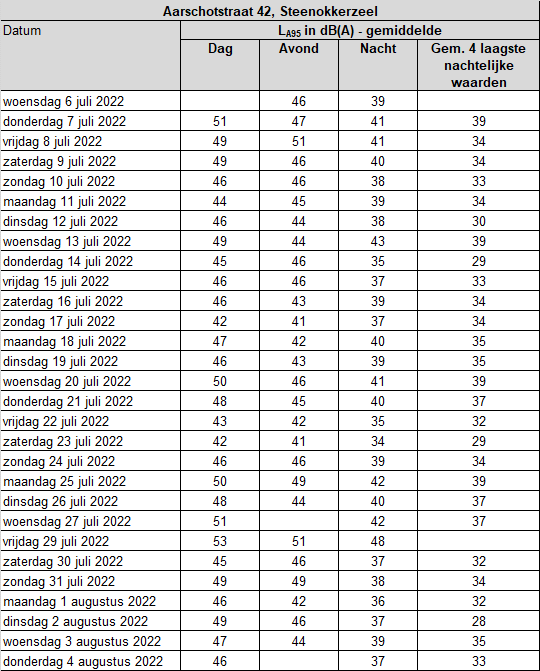 Aarschotstraat 42, Steenokkerzeel
Datum LA95 in dB(A) - gemiddelde
Dag Avond Nacht Gem. 4 laagste
nachtelijke
waarden
woensdag 6 juli 2022 46 39
donderdag 7 juli 2022 51 47 41 39
vrijdag 8 juli 2022 49 51 41 34
zaterdag 9 juli 2022 49 46 40 34
zondag 10 juli 2022 46 46 38 33
maandag 11 juli 2022 44 45 39 34
dinsdag 12 juli 2022 46 44 38 30
woensdag 13 juli 2022 49 44 43 39
donderdag 14 juli 2022 45 46 35 29
vrijdag 15 juli 2022 46 46 37 33
zaterdag 16 juli 2022 46 43 39 34
zondag 17 juli 2022 42 41 37 34
maandag 18 juli 2022 47 42 40 35
dinsdag 19 juli 2022 46 43 39 35
woensdag 20 juli 2022 50 46 41 39
donderdag 21 juli 2022 48 45 40 37
vrijdag 22 juli 2022 43 42 35 32
zaterdag 23 juli 2022 42 41 34 29
zondag 24 juli 2022 46 46 39 34
maandag 25 juli 2022 50 49 42 39
dinsdag 26 juli 2022 48 44 40 37
woensdag 27 juli 2022 51 42 37
vrijdag 29 juli 2022 53 51 48
zaterdag 30 juli 2022 45 46 37 32
zondag 31 juli 2022 49 49 38 34
maandag 1 augustus 2022 46 42 36 32
dinsdag 2 augustus 2022 49 46 37 28
woensdag 3 augustus 2022 47 44 39 35
donderdag 4 augustus 2022 46 37 33